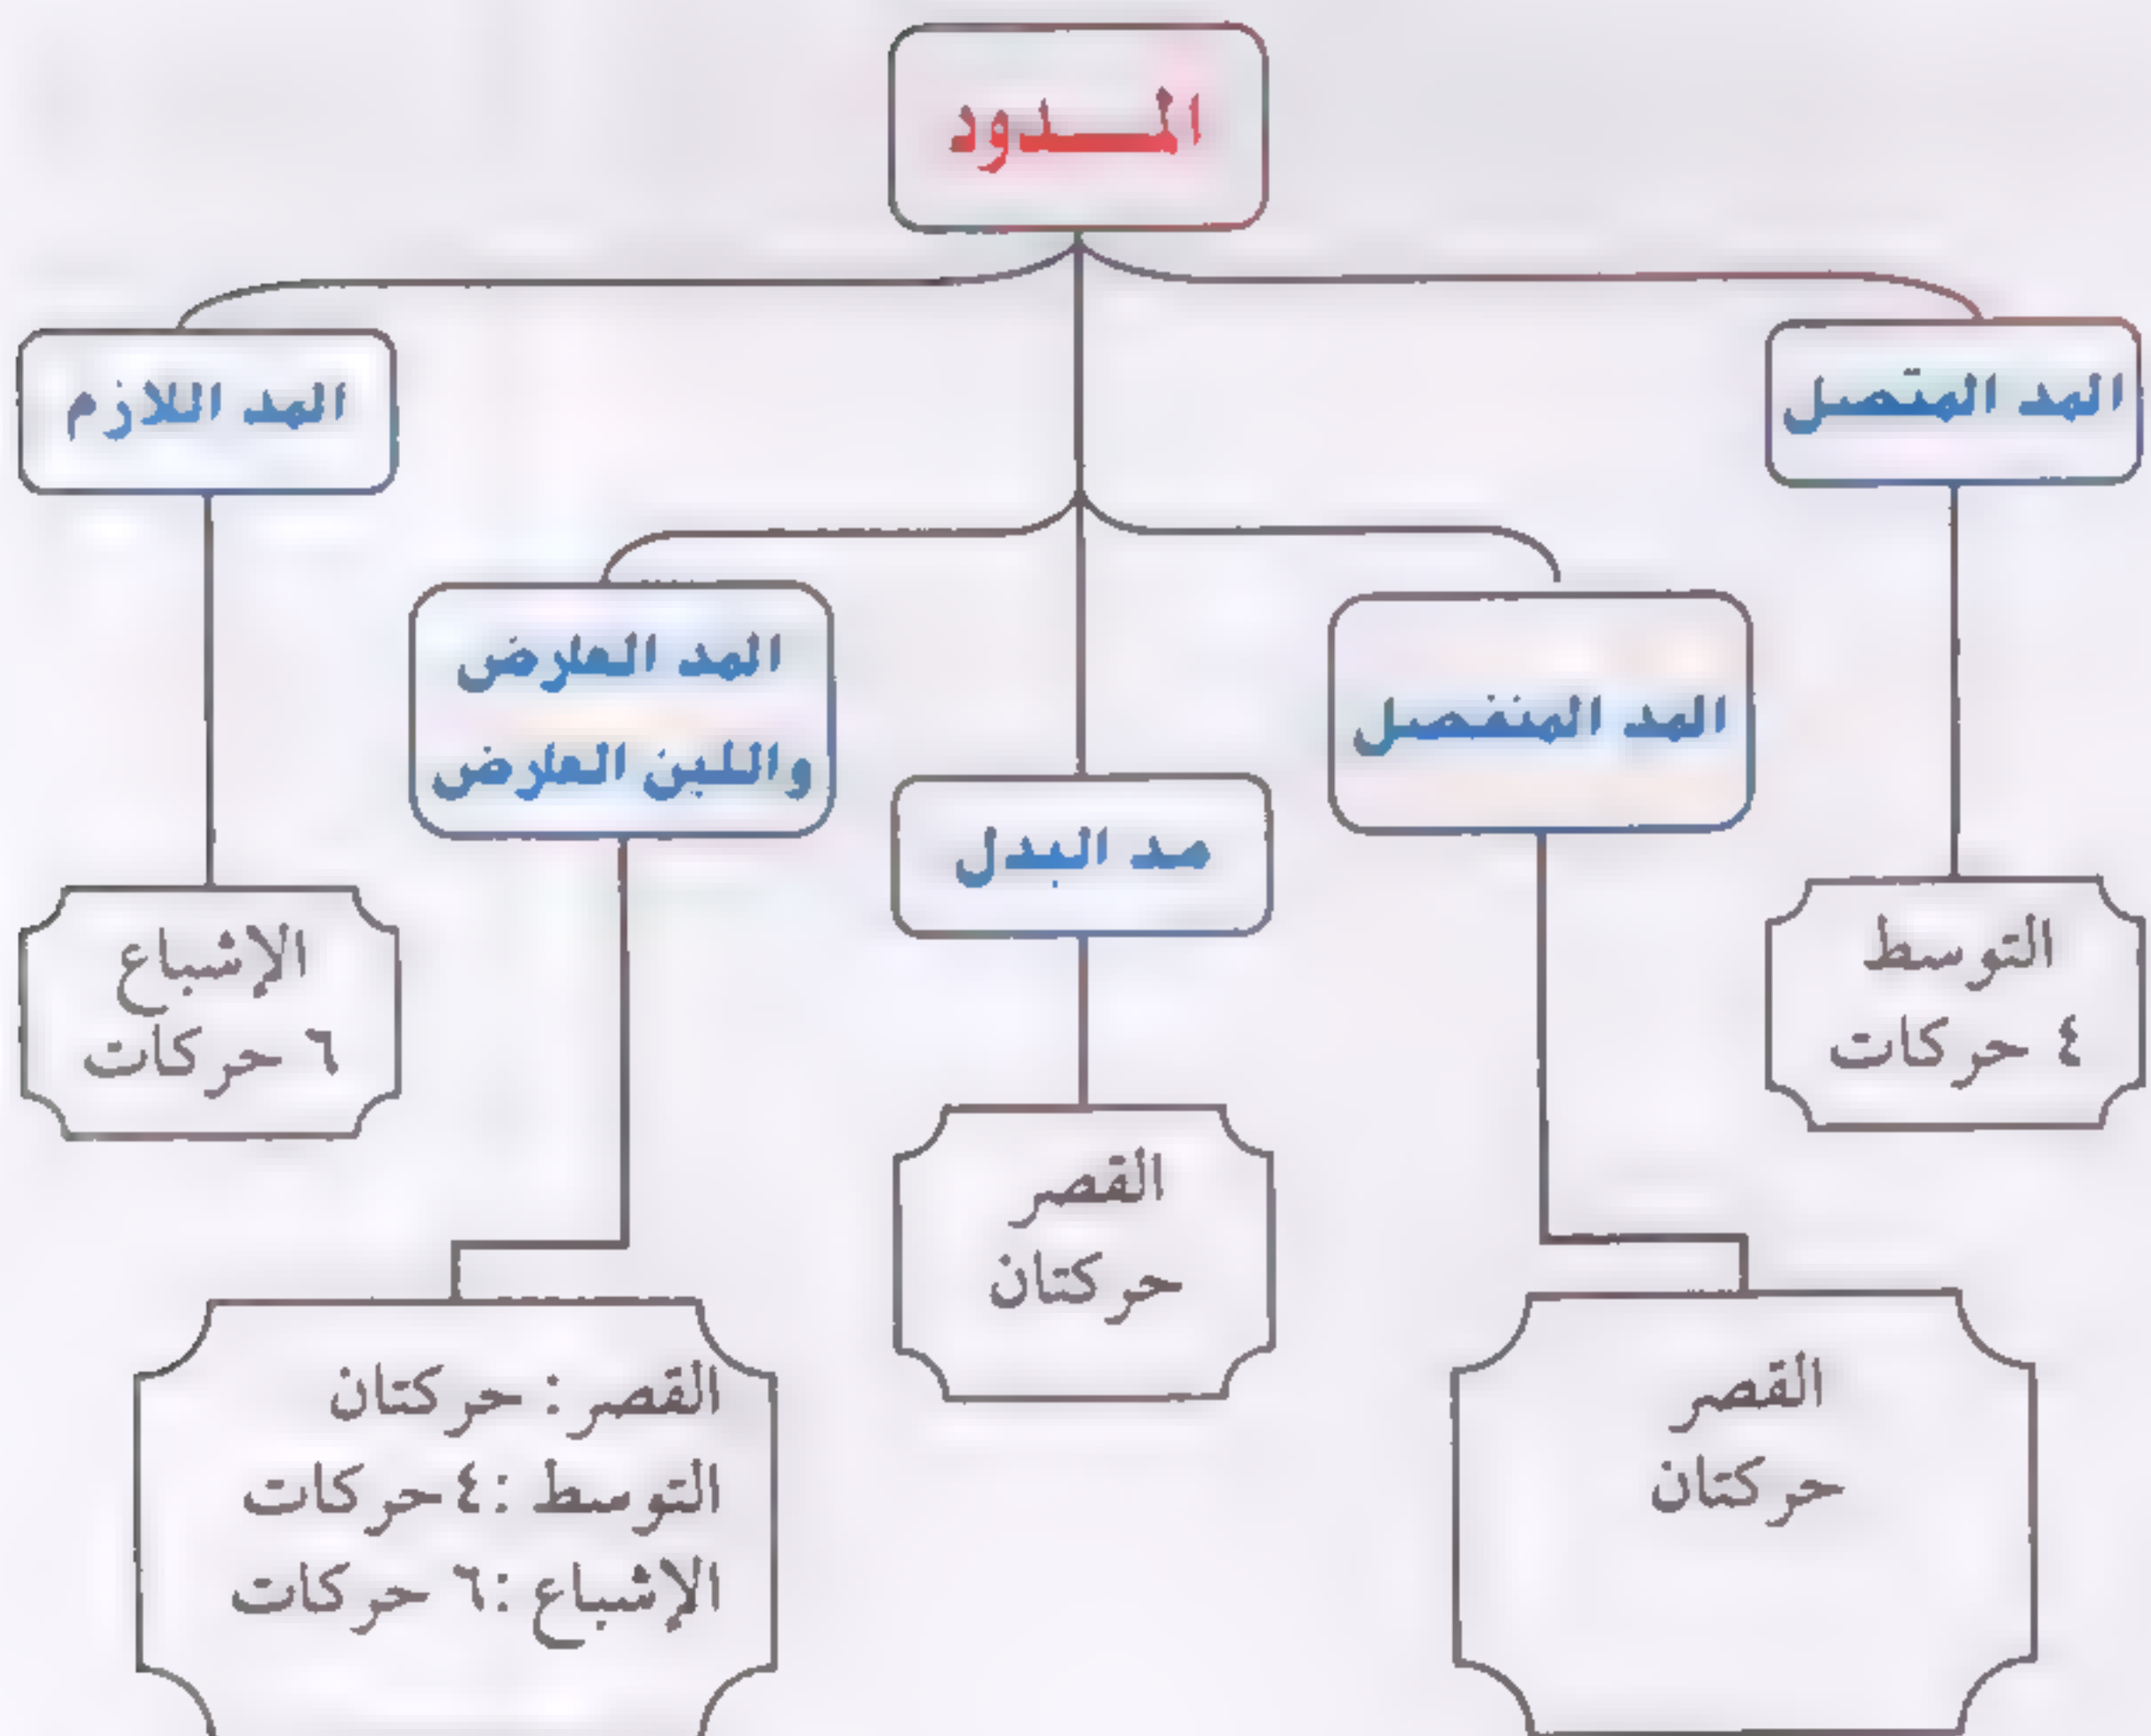 المدود
المد المتصل
المد اللازم
المد المنفصل
المد العارض
واللين العارض
مد البدل
التوسط
٤ حركات
الإشباع
٦ حركات
القصر
حركتان
القصر
حركتان
القصر : حركتان
التوسط :٤ حركات
الإشباع :٦ حركات